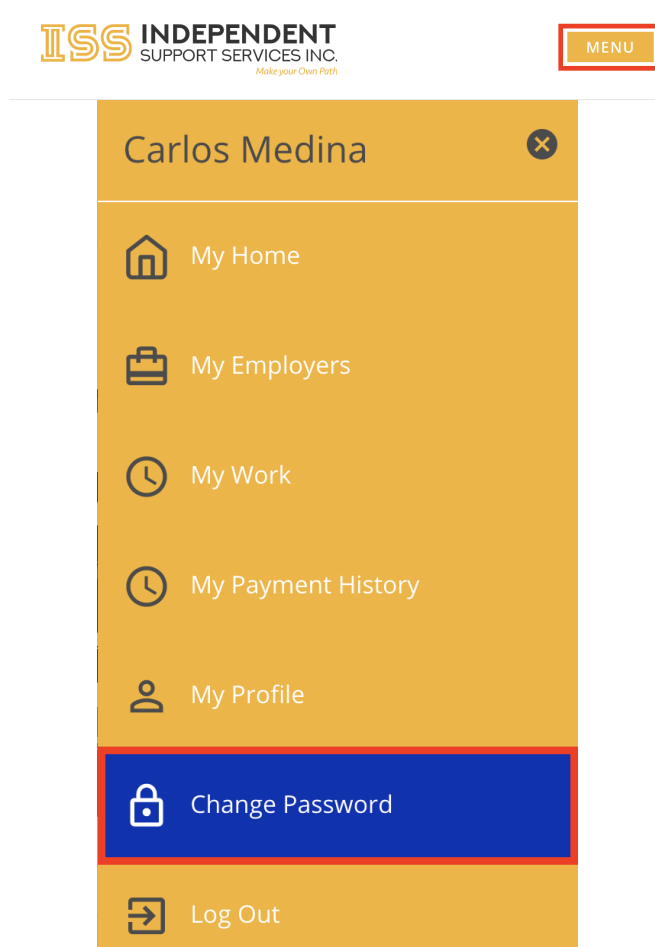 ISS INDEPENDENT
SUPPORT SERVICES INC.
Make your Own Path
MENU
Carlos Medina
My Home
My Employers
My Work
My Payment History
My Profile
Change Password
Log Out